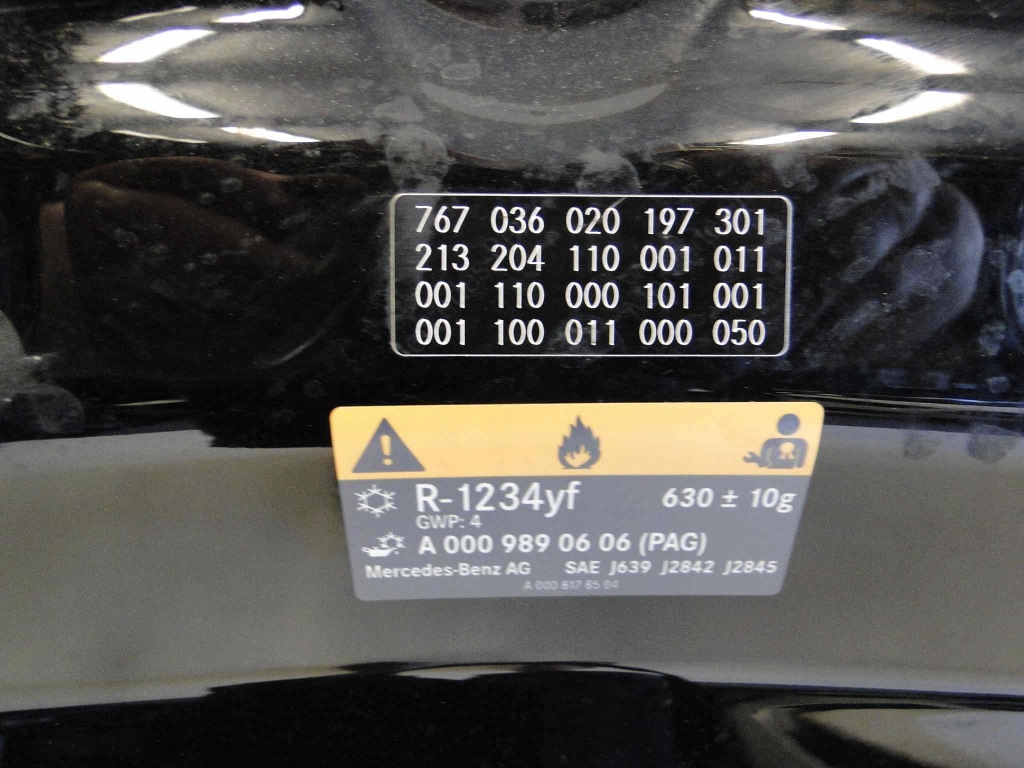 767 036 020 197 301
213 204 110 001 011
001 110 000 101 001
001 100 011 000 050
R-1234yf 630 ± 10g
GWP: 4
A 000 989 06 06 (PAG)
Mercedes-Benz AG SAE J639 J2842 J2845
A 000 817 85 04